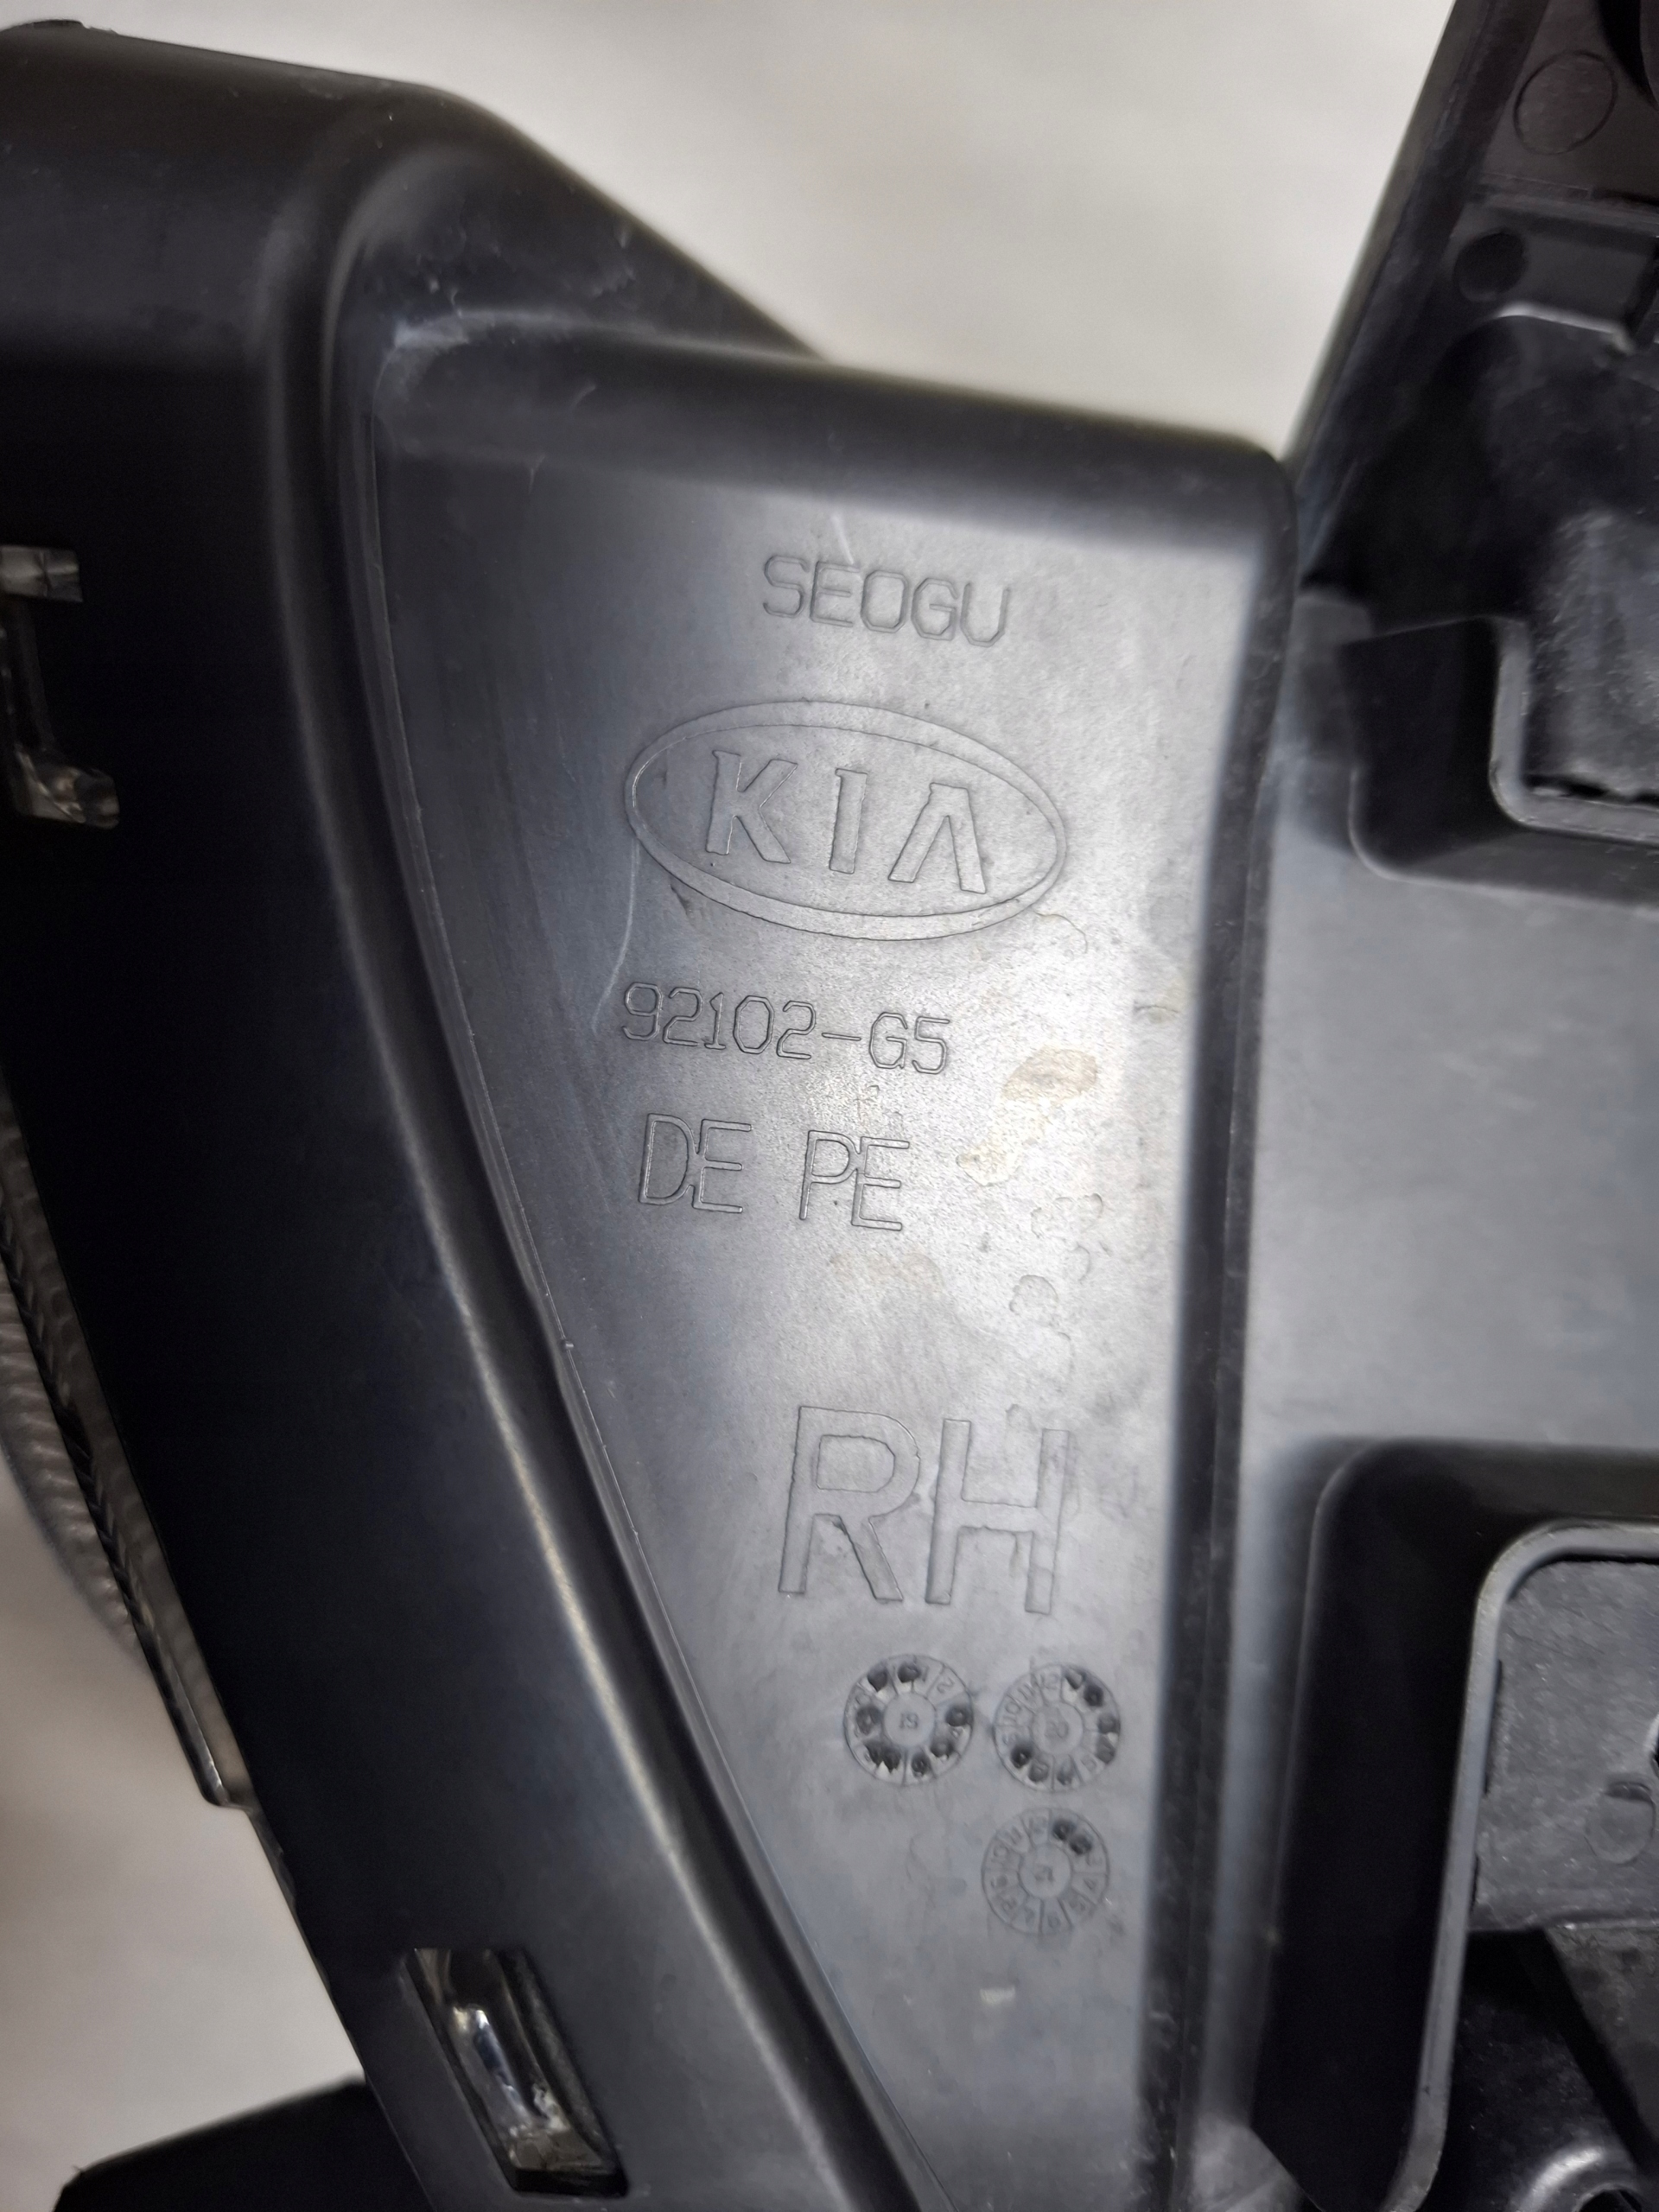 SEOGU
KIA
92102-G5
DE PE
RH